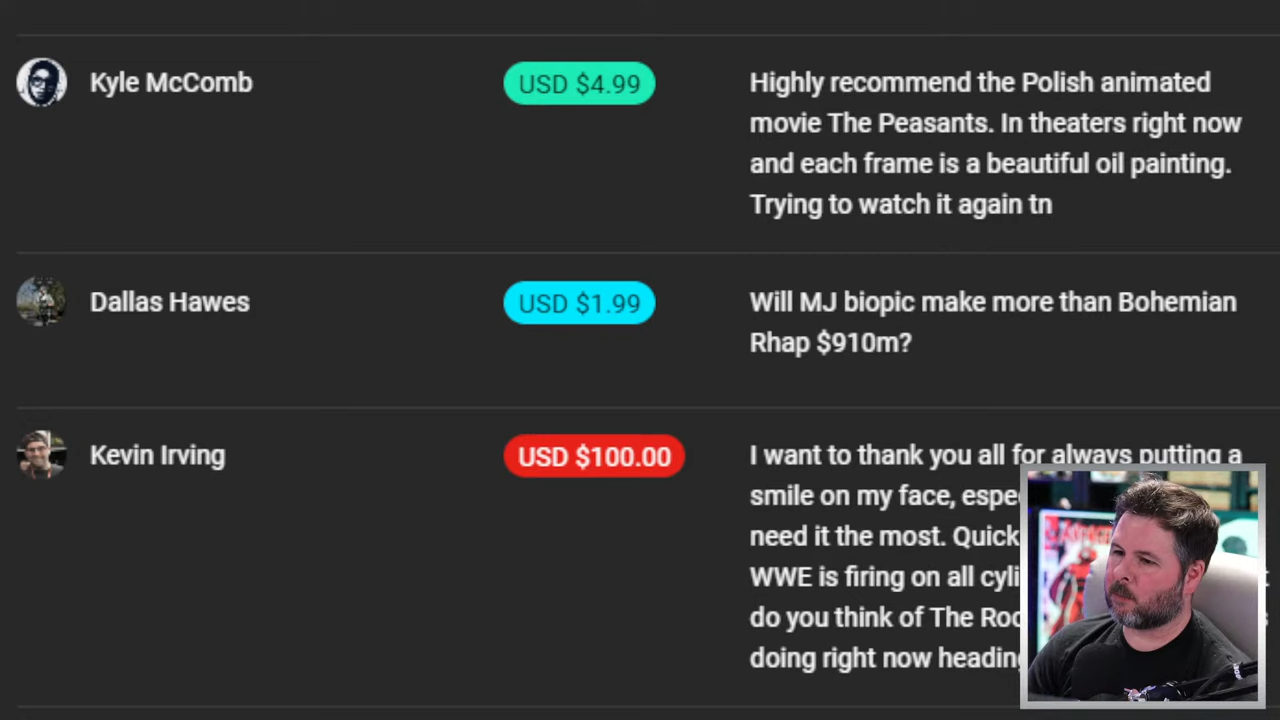 Kyle McComb
USD $4.99
Highly recommend the Polish animated
movie The Peasants. In theaters right now
and each frame is a beautiful oil painting.
Trying to watch it again tn
Dallas Hawes
USD $1.99
Will MJ biopic make more than Bohemian
Rhap $910m?
Kevin Irving
USD $100.00
I want to thank you all for always putting a
smile on my face,
need it the most. Quick
WWE is firing on all
do you think of The
doing right now heading